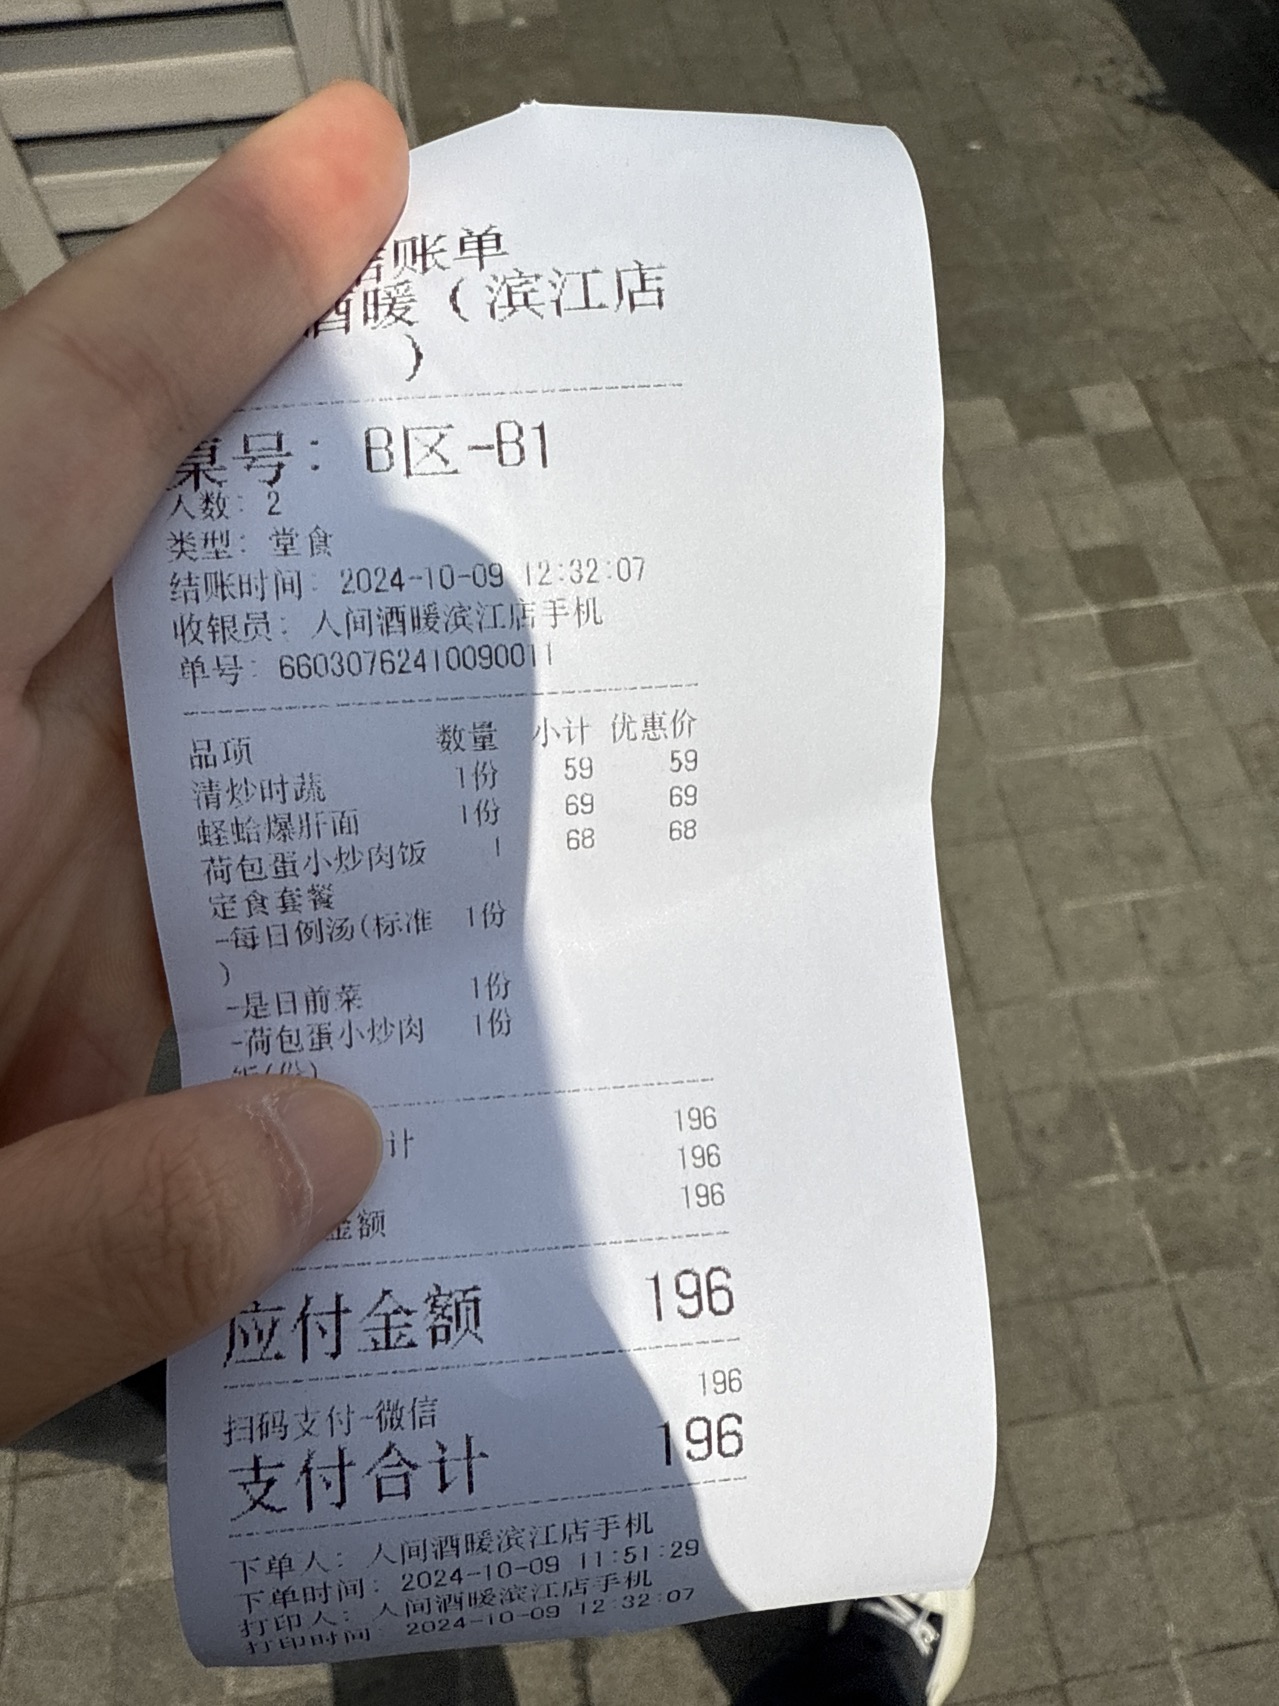 账单
酒暖（滨江店
）
桌号：B区-B1
人数：2
类型：堂食
结账时间：2024-10-09 12:32:07
收银员：人间酒暖滨江店手机
单号：66030762410090011
品项 数量 小计 优惠价
清炒时蔬 1份 59 59
蛏蛤爆肝面 1份 69 69
荷包蛋小炒肉饭 1 68 68
定食套餐
-每日例汤(标准 1份
)
-是日前菜 1份
-荷包蛋小炒肉 1份
饭(份)
计 196
196
金额 196
应付金额 196
扫码支付-微信 196
支付合计 196
下单人：人间酒暖滨江店手机
下单时间：2024-10-09 11:51:29
打印人：人间酒暖滨江店手机
打印时间：2024-10-09 12:32:07